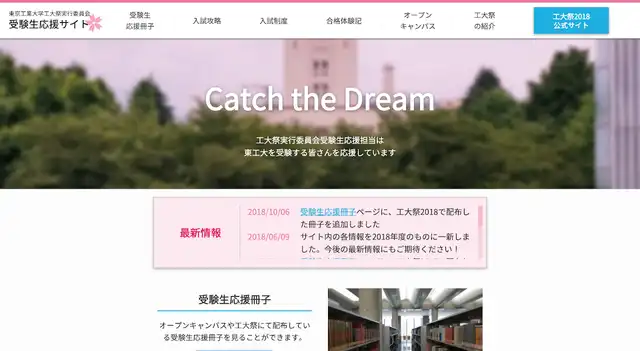 東京工業大学工大祭実行委員会
受験生応援サイト
受験生
応援冊子
入試攻略
入試制度
合格体験記
オープン
キャンパス
工大祭
の紹介
工大祭2018
公式サイト
Catch the Dream
工大祭実行委員会受験生応援担当は
東工大を受験する皆さんを応援しています
最新情報
2018/10/06
受験生応援冊子ページに、工大祭2018で配布し
た冊子を追加しました
2018/06/09
サイト内の各情報を2018年度のものに一新しま
した。今後の最新情報にもご期待ください！
受験生応援冊子
オープンキャンパスや工大祭にて配布してい
る受験生応援冊子を見ることができます。